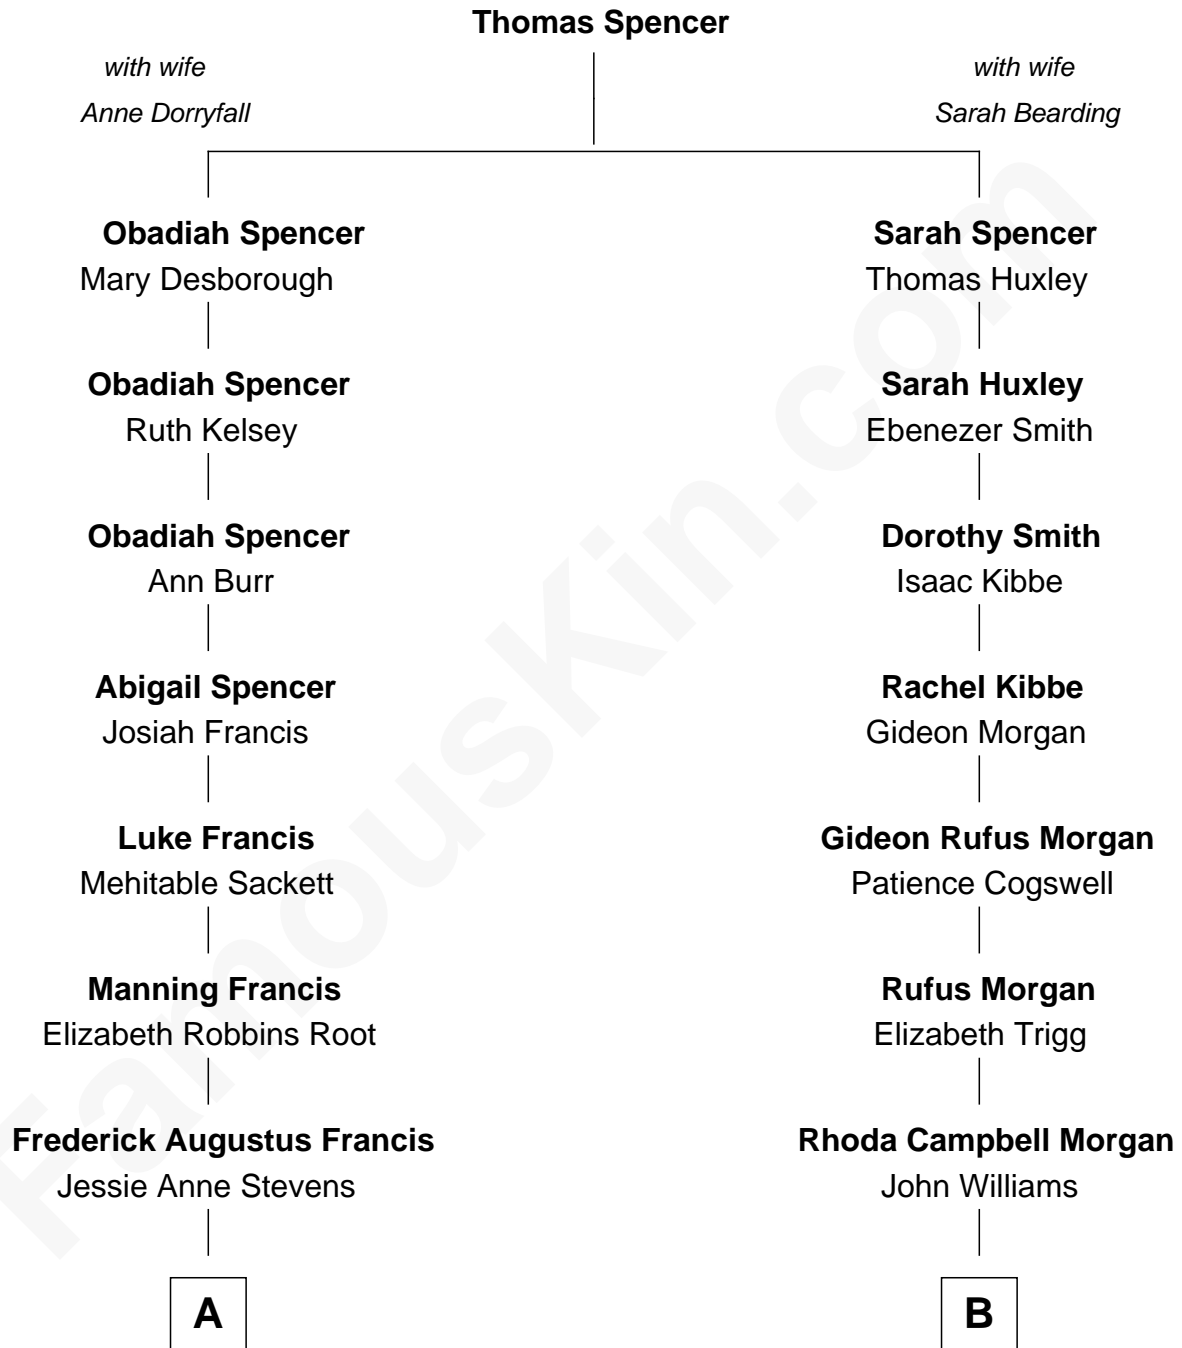 Thomas Spencer
with wife
Anne Dorryfall
with wife
Sarah Bearding
Obadiah Spencer
Mary Desborough
Sarah Spencer
Thomas Huxley
Obadiah Spencer
Ruth Kelsey
Sarah Huxley
Ebenezer Smith
Obadiah Spencer
Ann Burr
Dorothy Smith
Isaac Kibbe
Abigail Spencer
Josiah Francis
Rachel Kibbe
Gideon Morgan
Luke Francis
Mehitable Sackett
Gideon Rufus Morgan
Patience Cogswell
Manning Francis
Elizabeth Robbins Root
Rufus Morgan
Elizabeth Trigg
Frederick Augustus Francis
Jessie Anne Stevens
Rhoda Campbell Morgan
John Williams
A
B
FamousKin.com